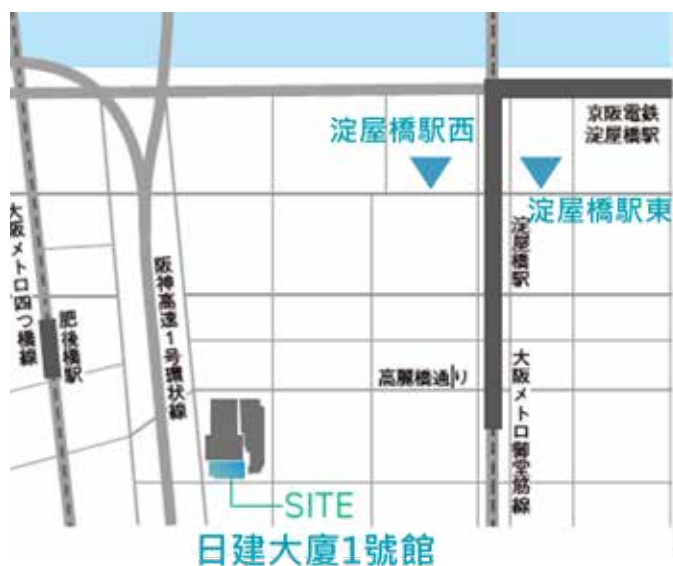 京阪電鉄
淀屋橋駅
淀屋橋駅西
淀屋橋駅東
淀屋橋駅
大阪メトロ四つ橋線
肥後橋駅
阪神高速1号環状線
高麗橋通り
大阪メトロ御堂筋線
SITE
日建大廈1號館